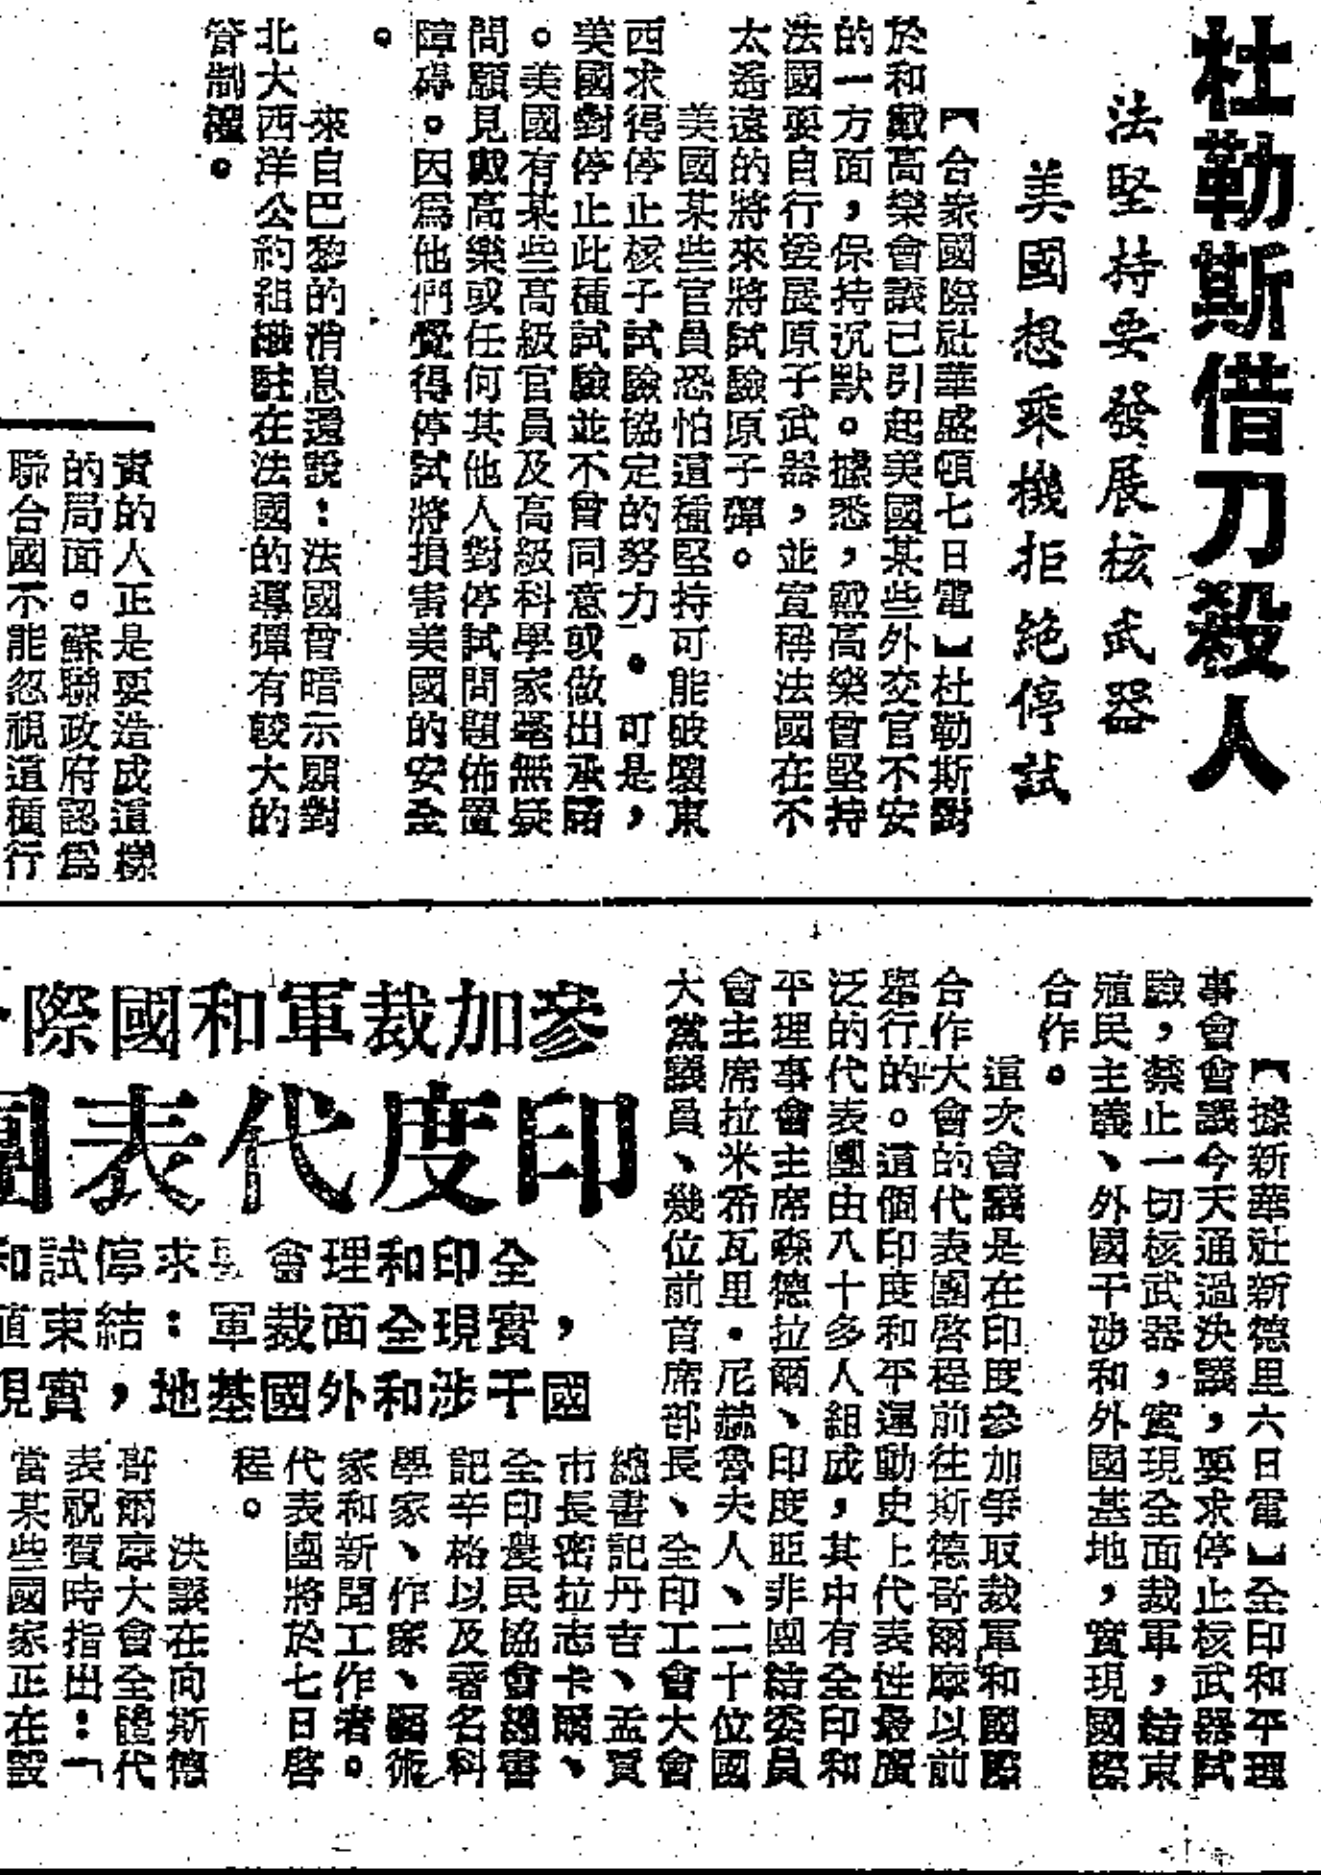 杜勒斯借刀殺人
法堅持要發展核武器
美國想乘機拒絕停試
【合衆國際社華盛頓七日電】杜勒斯對
於和戴高樂會議已引起美國某些外交官不安
的一方面，保持沉默。據悉，戴高樂曾堅持
法國要自行發展原子武器，並宣稱法國在不
太遙遠的將來將試驗原子彈。
美國某些官員恐怕這種堅持可能破壞東
西求得停止核子試驗協定的努力。可是，
美國對停止此種試驗並不曾同意或做出承諾
。美國有某些高級官員及高級科學家毫無疑
問願見戴高樂或任何其他人對停試問題佈置
障碍。因爲他們覺得停試將損害美國的安全
。
來自巴黎的消息還說：法國曾暗示願對
北大西洋公約組織駐在法國的導彈有較大的
管制權。
責的人正是要造成這樣
的局面。蘇聯政府認爲
聯合國不能忽視這種行
【據新華社新德里六日電】全印和平理
事會會議今天通過決議，要求停止核武器試
驗，禁止一切核武器，實現全面裁軍，結束
殖民主義、外國干涉和外國基地，實現國際
合作。
這次會議是在印度參加爭取裁軍和國際
合作大會的代表團啓程前往斯德哥爾摩以前
舉行的。這個印度和平運動史上代表性最廣
泛的代表團由八十多人組成，其中有全印和
平理事會主席森德拉爾、印度亞非團結委員
會主席拉米希瓦里·尼赫魯夫人、二十位國
大黨議員、幾位前首席部長、全印工會大會
總書記丹吉、孟買
市長密拉志卡爾、
全印農民協會總書
記辛格以及著名科
學家、作家、藝術
家和新聞工作者。
代表團將於七日啓
程。
參加裁軍和國際
印度代表團
全印和理會要求停試和
，實現全面裁軍：結束殖
國干涉和外國基地，實現
決議在向斯德
哥爾摩大會全體代
表祝賀時指出：「
當某些國家正在設